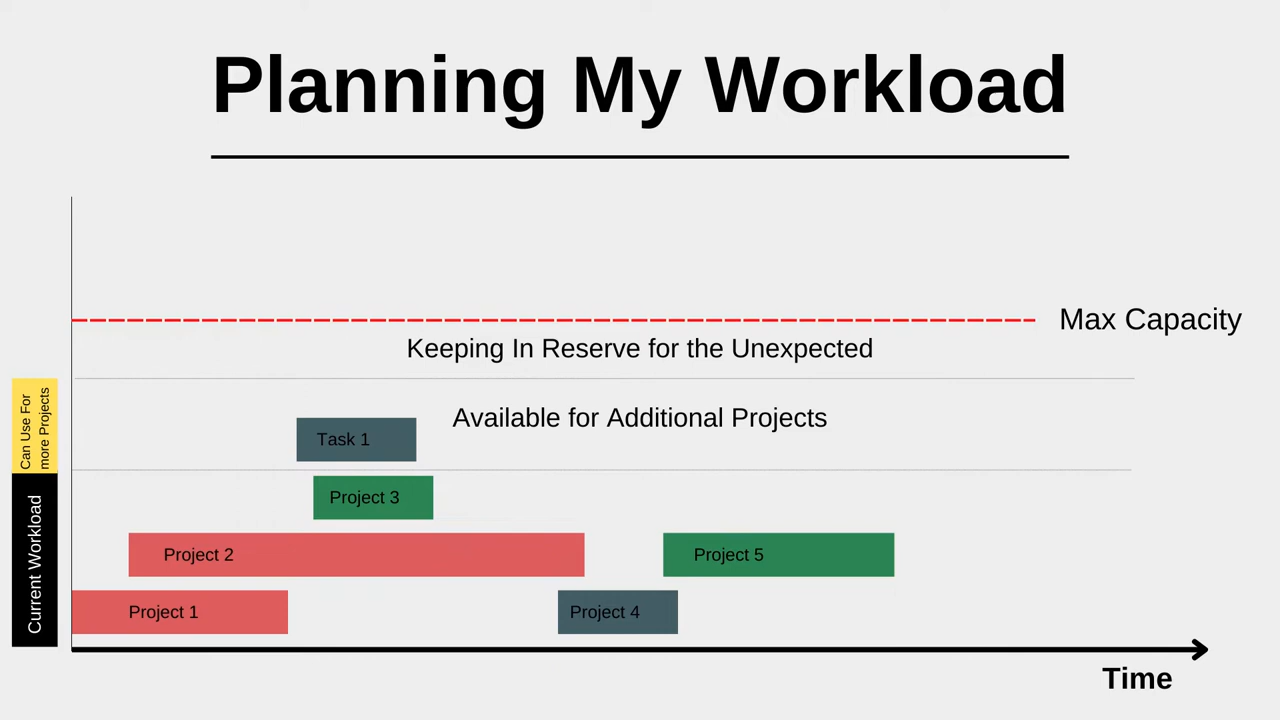 Planning My Workload
Max Capacity
Keeping In Reserve for the Unexpected
Can Use For
more Projects
Available for Additional Projects
Task 1
Current Workload
Project 3
Project 2
Project 5
Project 1
Project 4
Time